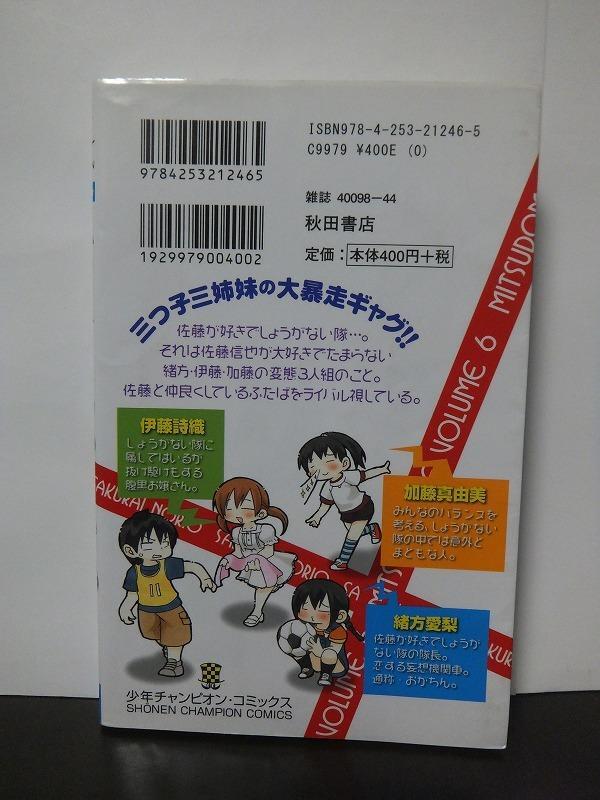 ISBN978-4-253-21246-5
C9979 ¥400E (0)
9784253212465
雑誌 40098-44
秋田書店
定価：本体400円+税
1929979004002
三つ子三姉妹の大暴走ギャグ!!
佐藤が好きでしょうがない隊…。
それは佐藤信也が大好きでたまらない
緒方・伊藤・加藤の変態3人組のこと。
佐藤と仲良くしているふたばをライバル視している。
伊藤詩織
しょうがない隊に
属してはいるが
抜け駆けもする
腹黒お嬢さん。
加藤真由美
みんなのバランスを
考える、しょうがない
隊の中では意外と
まともな人。
緒方愛梨
佐藤が好きでしょうが
ない隊の隊長。
恋する妄想機関車。
通称・おがちん。
11
VOLUME 6 MITSUDOM
SAKURAI NORIO
SA
NORIO SA
SAKURA
VOLUME
MITS
少年チャンピオン・コミックス
SHONEN CHAMPION COMICS